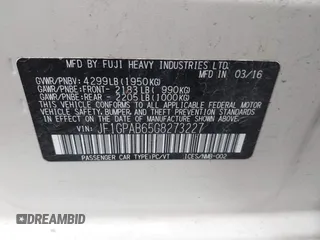 MFD BY FUJI HEAVY INDUSTRIES LTD.
GVWR/PNBV: 4299LB(1950KG) 03/16
GAWR/PNBE:FRONT- 2183LB( 990KG)
GAWR/PNBE:REAR - 2205LB(1000KG)
THIS VEHICLE CONFORMS TO ALL APPLICABLE FEDERAL MOTOR
VEHICLE SAFETY, BUMPER, AND THEFT PREVENTION STANDARDS
IN EFFECT ON THE DATE OF MANUFACTURE SHOWN ABOVE.
VIN: JF1GPAB65G8273227
PASSENGER CAR TYPE(PC/VT) ICES/NMB-002
DREAMBID